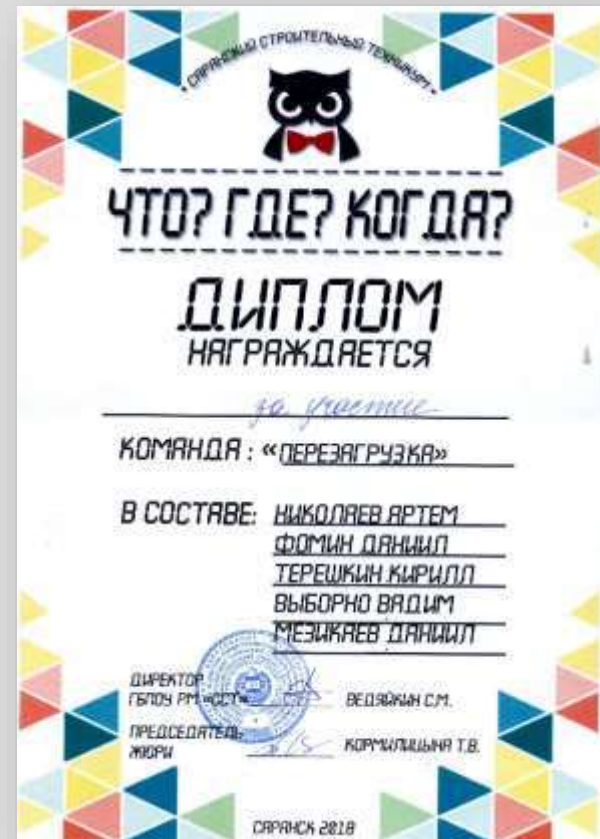 • САРАНСКИЙ СТРОИТЕЛЬНЫЙ ТЕХНИКУМ •
ЧТО? ГДЕ? КОГДА?
ДИПЛОМ
НАГРАЖДАЕТСЯ
за участие
КОМАНДА : «ПЕРЕЗАГРУЗКА»
В СОСТАВЕ: НИКОЛАЕВ АРТЕМ
ФОМИН ДАНИИЛ
ТЕРЕШКИН КИРИЛЛ
ВЫБОРНО ВАДИМ
МЕЗИКАЕВ ДАНИИЛ
ДИРЕКТОР
ГБПОУ РМ «ССТ» ВЕДЯЙКИН С.М.
ПРЕДСЕДАТЕЛЬ
ЖЮРИ КОРМИЛИЦЫНА Т.В.
САРАНСК 2018